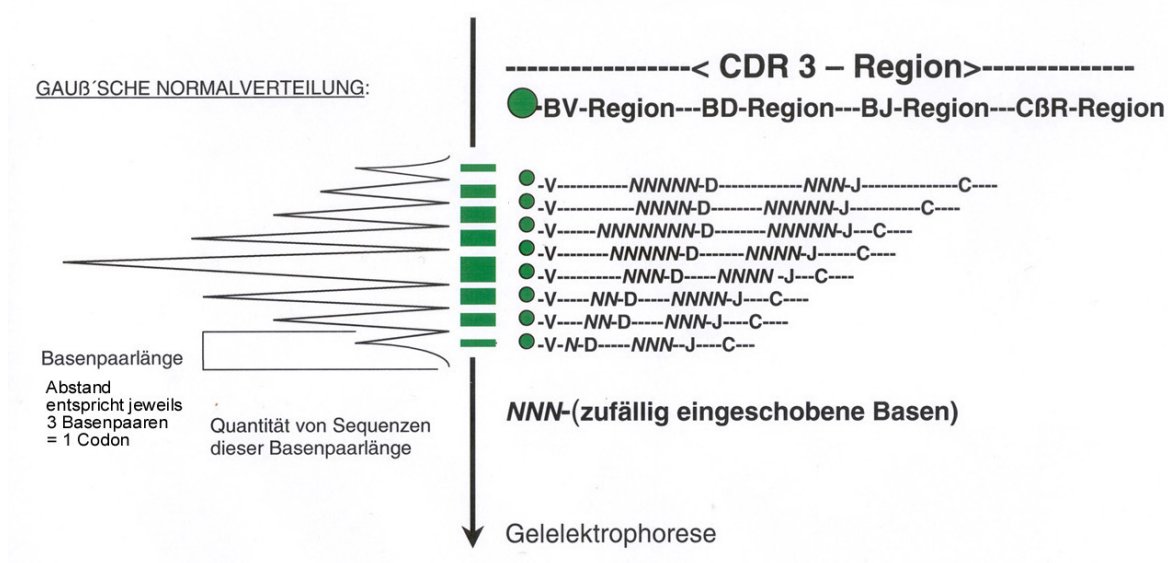 GAUß´SCHE NORMALVERTEILUNG:
-----------------< CDR 3 – Region>--------------
-BV-Region---BD-Region---BJ-Region---CßR-Region
-V-----------NNNNN-D-------------NNN-J---------------C----
-V------------NNNN-D--------NNNNN-J-----------C----
-V------NNNNNNN-D--------NNNNN-J---C----
-V--------NNNNN-D-------NNNN-J------C----
-V----------NNN-D-----NNNN -J---C----
-V-----NN-D-----NNNN-J----C----
-V----NN-D-----NNN-J----C----
-V-N-D-----NNN--J----C---
Basenpaarlänge
Abstand
entspricht jeweils
3 Basenpaaren
= 1 Codon
Quantität von Sequenzen
dieser Basenpaarlänge
NNN-(zufällig eingeschobene Basen)
Gelelektrophorese